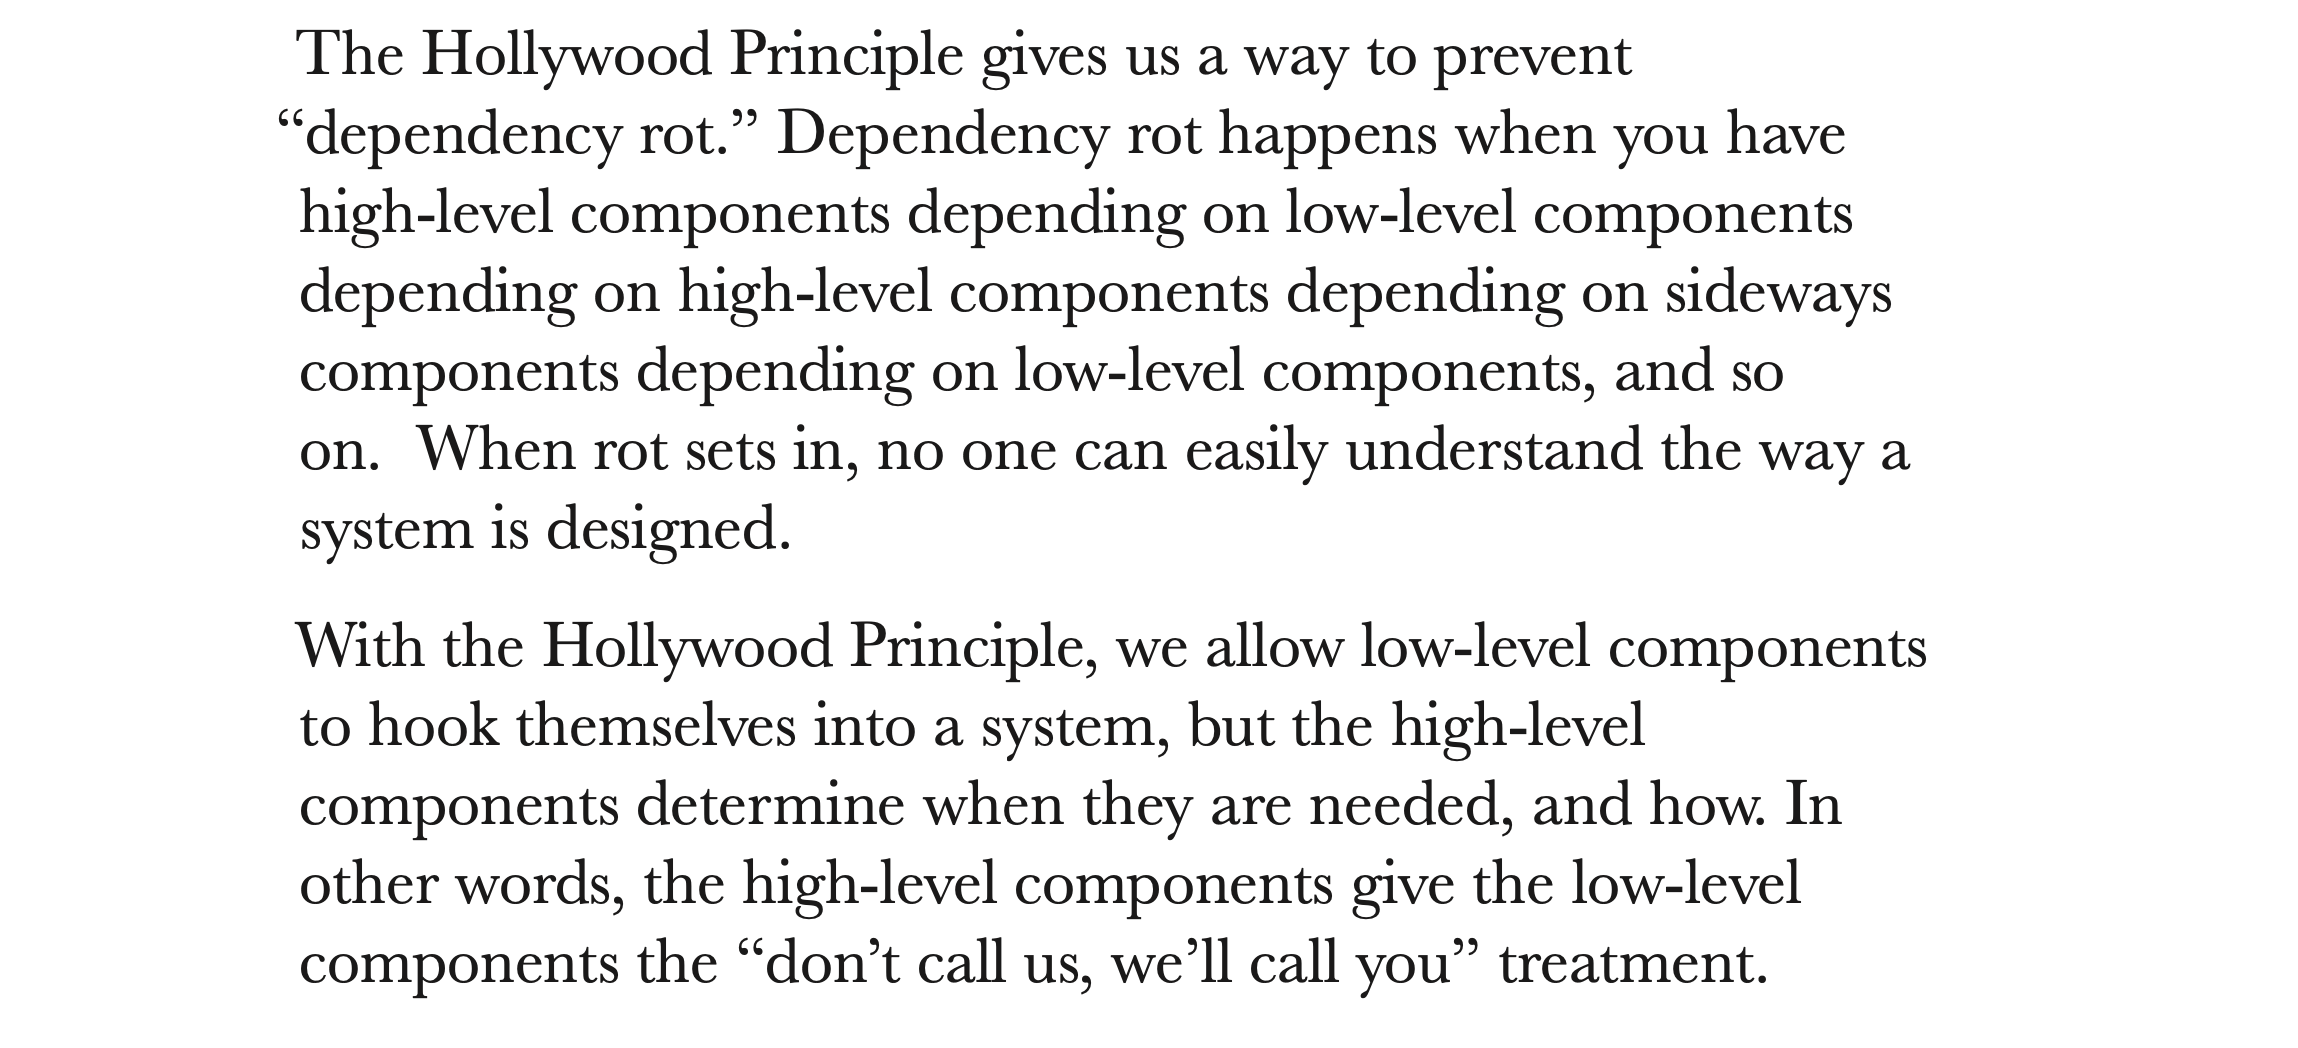 The Hollywood Principle gives us a way to prevent
“dependency rot.” Dependency rot happens when you have
high-level components depending on low-level components
depending on high-level components depending on sideways
components depending on low-level components, and so
on.  When rot sets in, no one can easily understand the way a
system is designed.
With the Hollywood Principle, we allow low-level components
to hook themselves into a system, but the high-level
components determine when they are needed, and how. In
other words, the high-level components give the low-level
components the “don’t call us, we’ll call you” treatment.